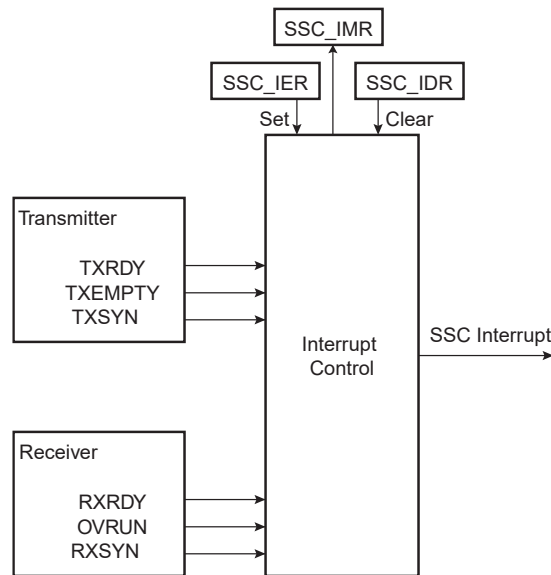 SSC_IMR
SSC_IER
SSC_IDR
Set
Clear
Transmitter
TXRDY
TXEMPTY
TXSYN
Interrupt
Control
SSC Interrupt
Receiver
RXRDY
OVRUN
RXSYN